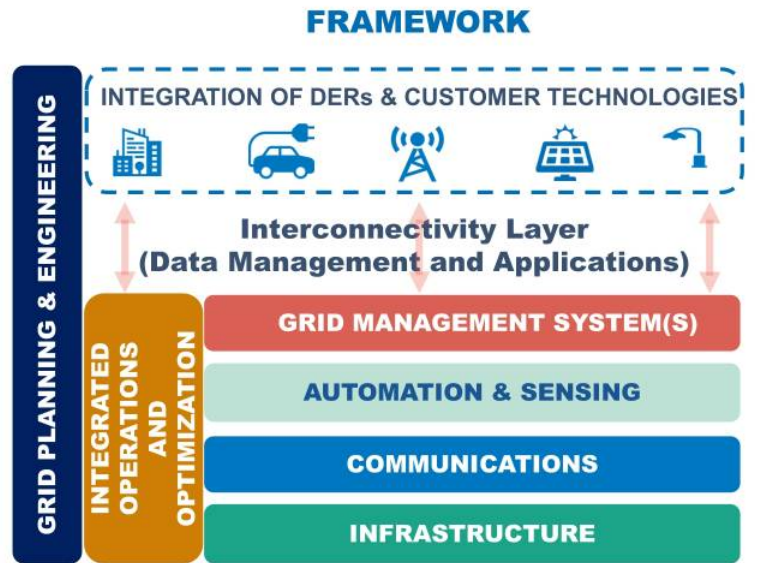 FRAMEWORK
GRID PLANNING & ENGINEERING
INTEGRATION OF DERs & CUSTOMER TECHNOLOGIES
Interconnectivity Layer
(Data Management and Applications)
INTEGRATED
OPERATIONS
AND
OPTIMIZATION
GRID MANAGEMENT SYSTEM(S)
AUTOMATION & SENSING
COMMUNICATIONS
INFRASTRUCTURE